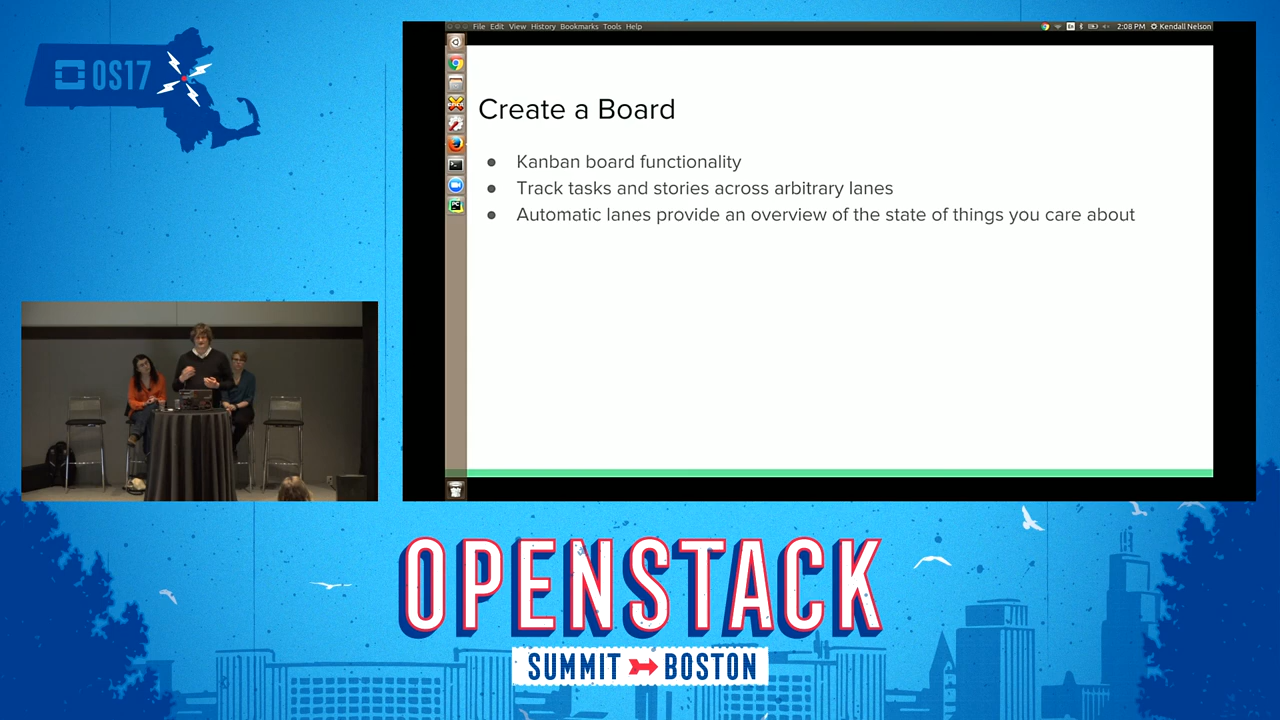 OS17
File Edit View History Bookmarks Tools Help
En
2:08 PM
Kendall Nelson
Create a Board
● Kanban board functionality
● Track tasks and stories across arbitrary lanes
● Automatic lanes provide an overview of the state of things you care about
PC
OPENSTACK
SUMMIT BOSTON